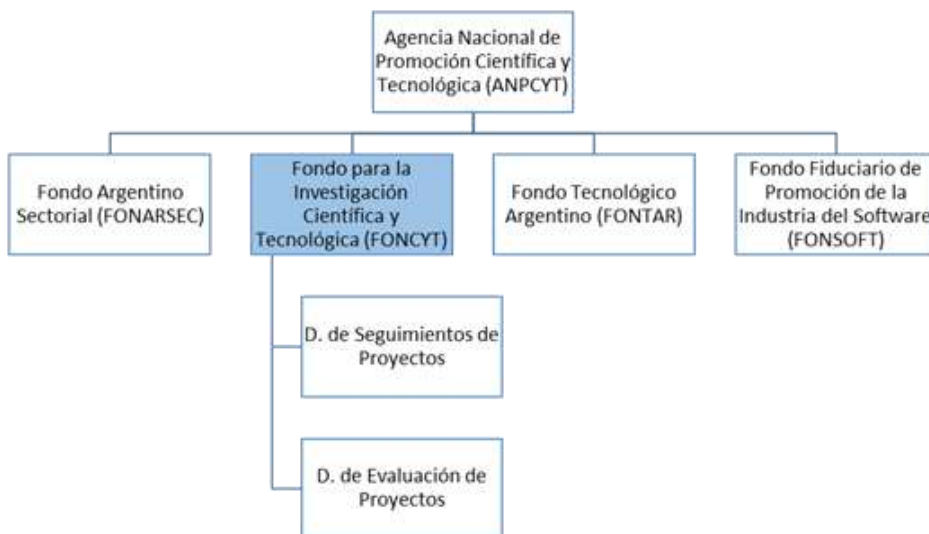 Agencia Nacional de
Promoción Científica y
Tecnológica (ANPCYT)
Fondo Argentino
Sectorial (FONARSEC)
Fondo para la
Investigación
Científica y
Tecnológica (FONCYT)
Fondo Tecnológico
Argentino (FONTAR)
Fondo Fiduciario de
Promoción de la
Industria del Software
(FONSOFT)
D. de Seguimientos de
Proyectos
D. de Evaluación de
Proyectos